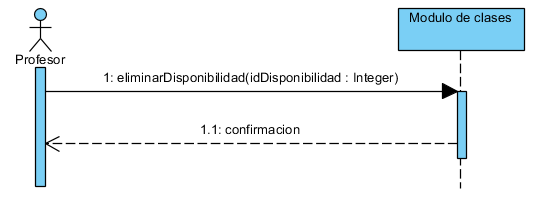 Modulo de clases
Profesor
1: eliminarDisponibilidad(idDisponibilidad : Integer)
1.1: confirmacion